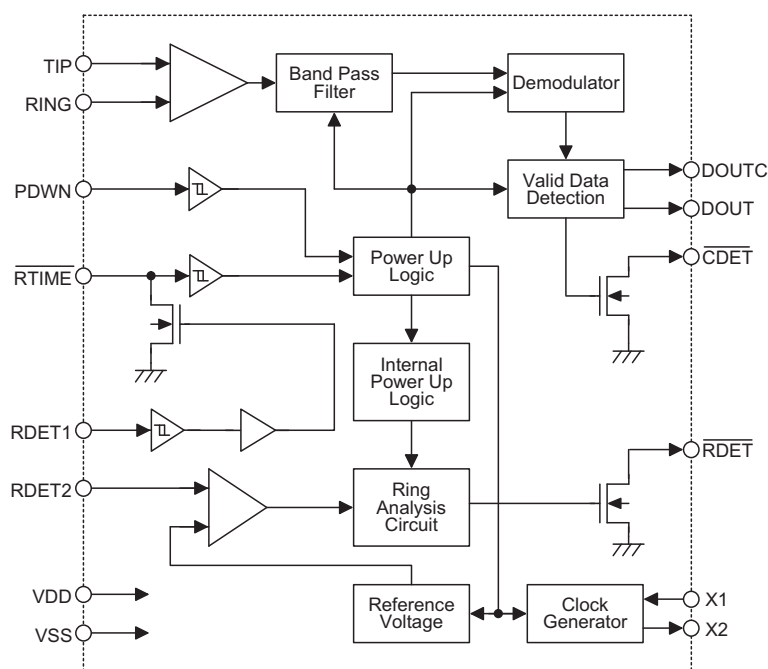 TIP
RING
Band Pass
Filter
Demodulator
PDWN
Valid Data
Detection
DOUTC
DOUT
RTIME
Power Up
Logic
CDET
Internal
Power Up
Logic
RDET1
RDET2
Ring
Analysis
Circuit
RDET
VDD
VSS
Reference
Voltage
Clock
Generator
X1
X2